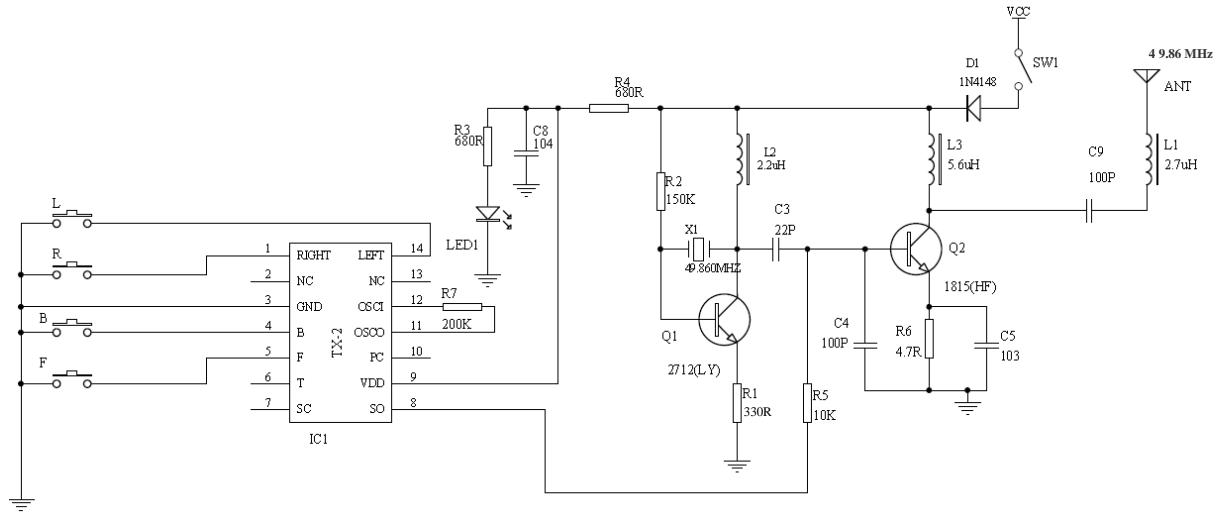 VCC
SW1
D1
1N4148
4 9.86 MHz
ANT
R4
680R
R3
680R
C8
104
L2
2.2uH
L3
5.6uH
C9
100P
L1
2.7uH
R2
150K
LED1
X1
49.860MHZ
C3
22P
Q2
1815(HF)
L
R
B
F
1
2
3
4
5
6
7
RIGHT
NC
GND
B
F
T
SC
TX-2
LEFT
NC
OSCI
OSCO
PC
VDD
SO
14
13
12
11
10
9
8
IC1
R7
200K
Q1
2712(LY)
R1
330R
R5
10K
C4
100P
R6
4.7R
C5
103